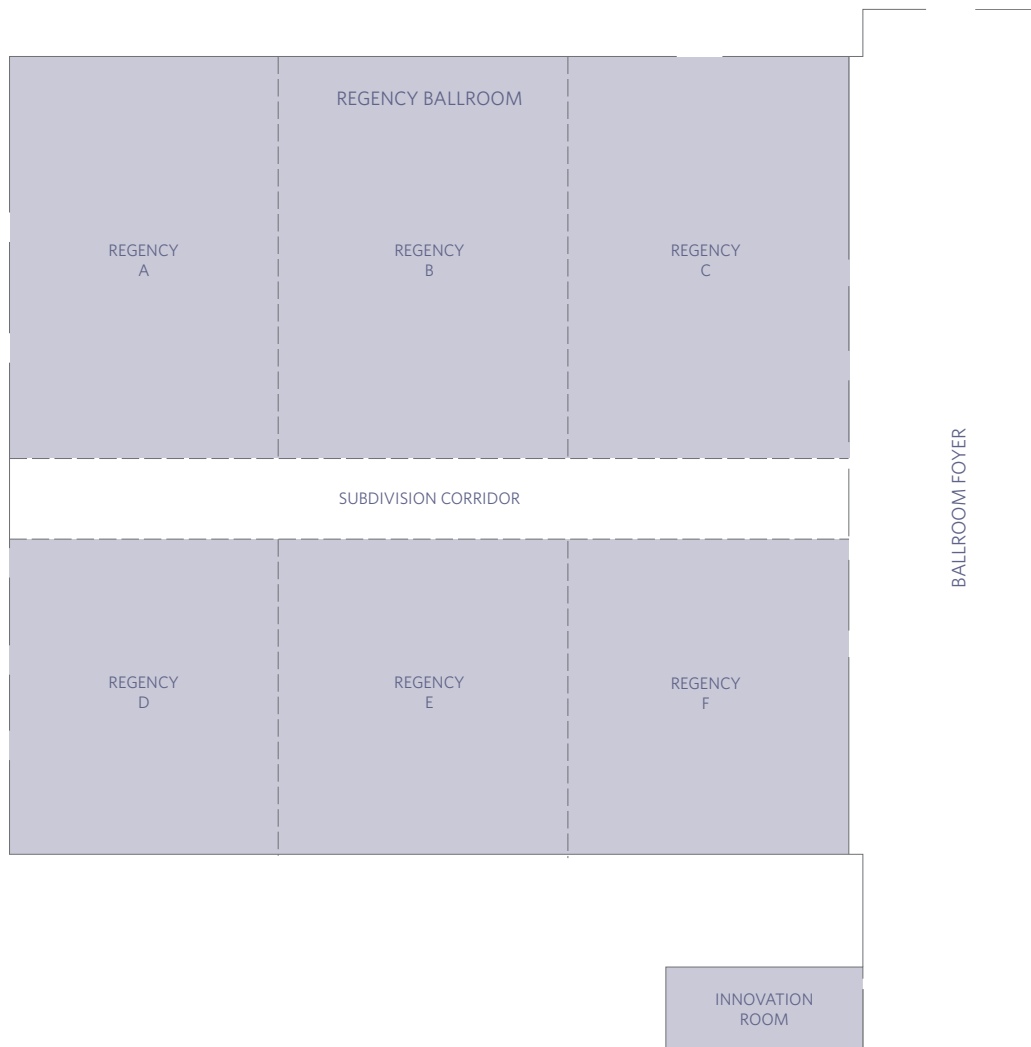 REGENCY BALLROOM
REGENCY
A
REGENCY
B
REGENCY
C
SUBDIVISION CORRIDOR
BALLROOM FOYER
REGENCY
D
REGENCY
E
REGENCY
F
INNOVATION
ROOM